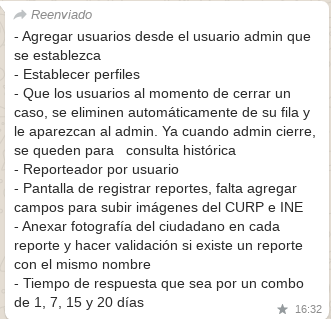 Reenviado
- Agregar usuarios desde el usuario admin que
se establezca
- Establecer perfiles
- Que los usuarios al momento de cerrar un
caso, se eliminen automáticamente de su fila y
le aparezcan al admin. Ya cuando admin cierre,
se queden para   consulta histórica
- Reporteador por usuario
- Pantalla de registrar reportes, falta agregar
campos para subir imágenes del CURP e INE
- Anexar fotografía del ciudadano en cada
reporte y hacer validación si existe un reporte
con el mismo nombre
- Tiempo de respuesta que sea por un combo
de 1, 7, 15 y 20 días
16:32